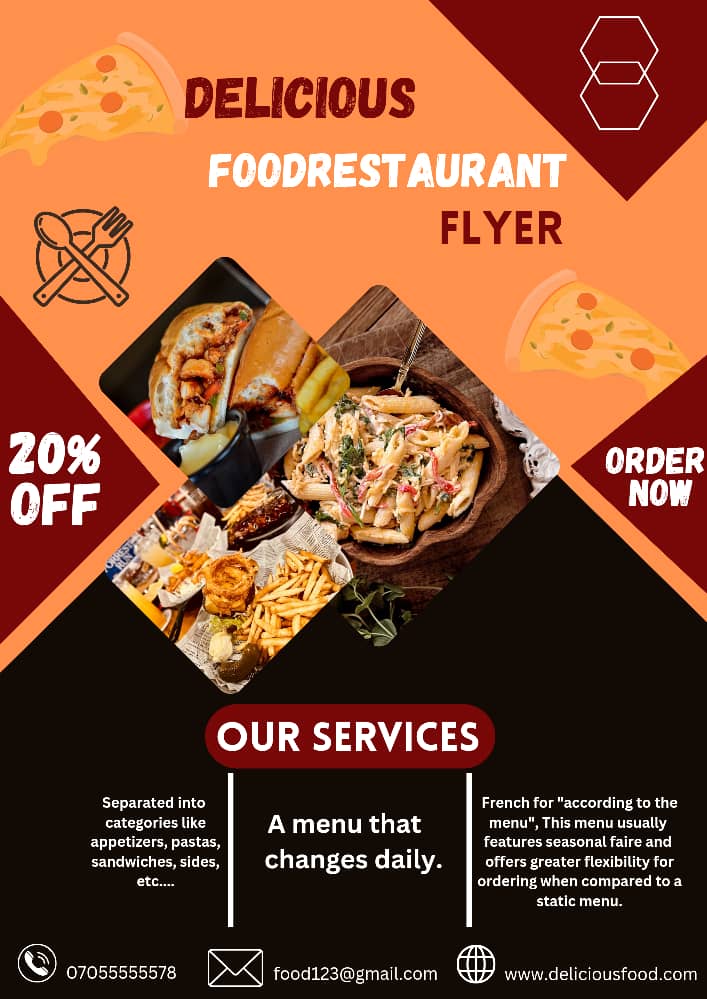 DELICIOUS
FOODRESTAURANT
FLYER
20%
OFF
ORDER
NOW
OUR SERVICES
Separated into
categories like
appetizers, pastas,
sandwiches, sides,
etc....
A menu that
changes daily.
French for "according to the
menu", This menu usually
features seasonal faire and
offers greater flexibility for
ordering when compared to a
static menu.
07055555578
food123@gmail.com
www.deliciousfood.com